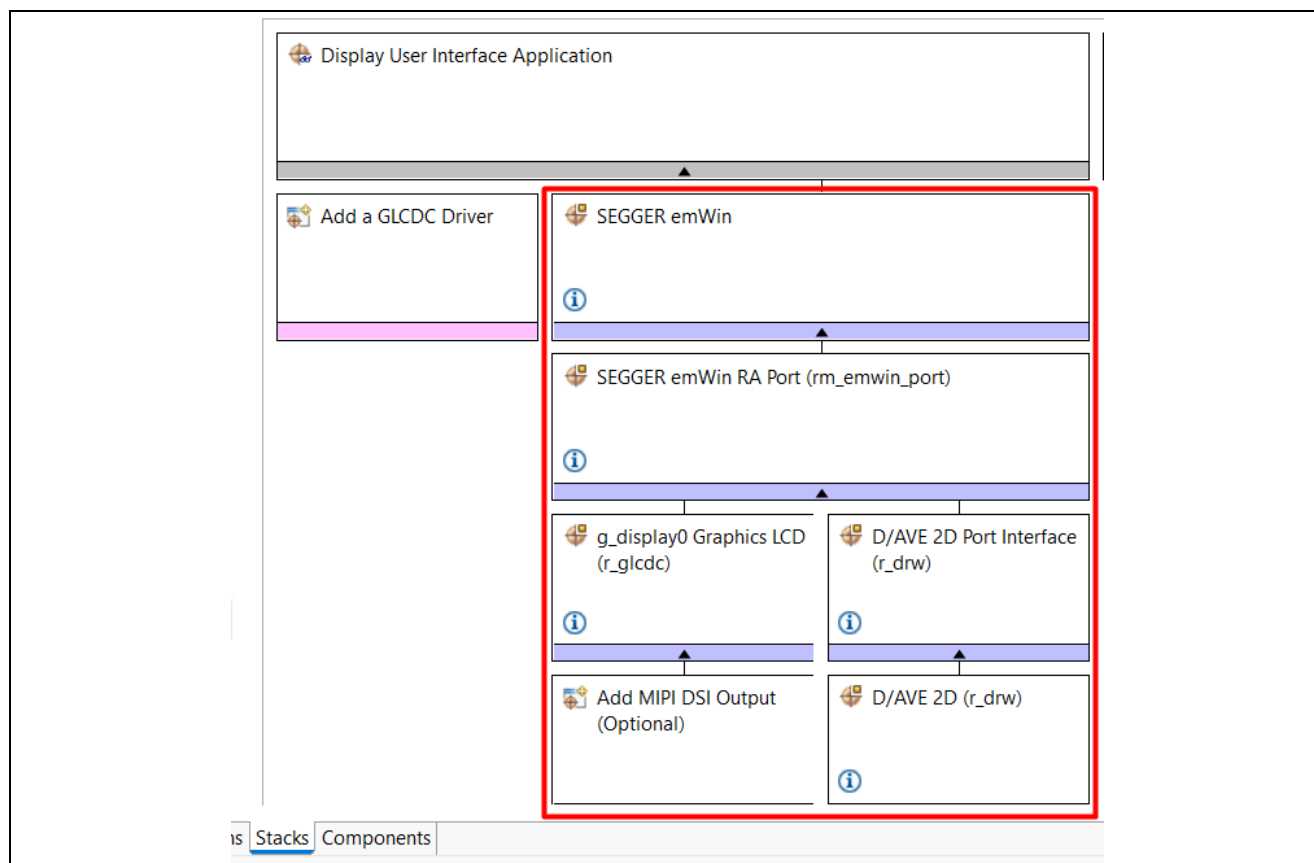 Display User Interface Application
Add a GLCDC Driver
SEGGER emWin
SEGGER emWin RA Port (rm_emwin_port)
g_display0 Graphics LCD
(r_glcdc)
D/AVE 2D Port Interface
(r_drw)
Add MIPI DSI Output
(Optional)
D/AVE 2D (r_drw)
Stacks Components